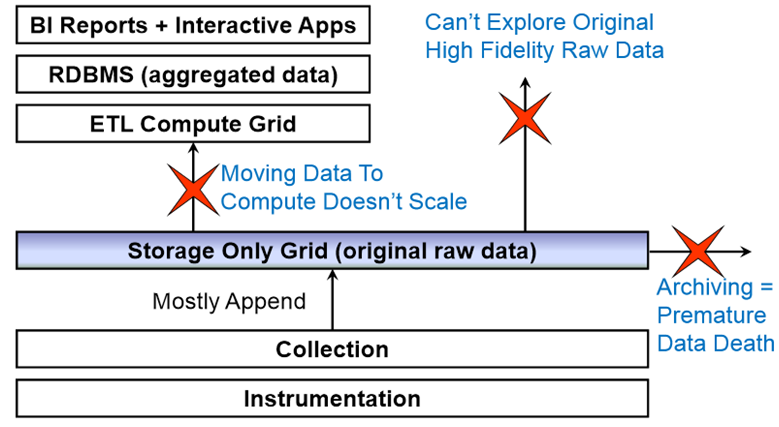 BI Reports + Interactive Apps
RDBMS (aggregated data)
ETL Compute Grid
Can't Explore Original
High Fidelity Raw Data
Moving Data To
Compute Doesn't Scale
Storage Only Grid (original raw data)
Mostly Append
Archiving =
Premature
Data Death
Collection
Instrumentation